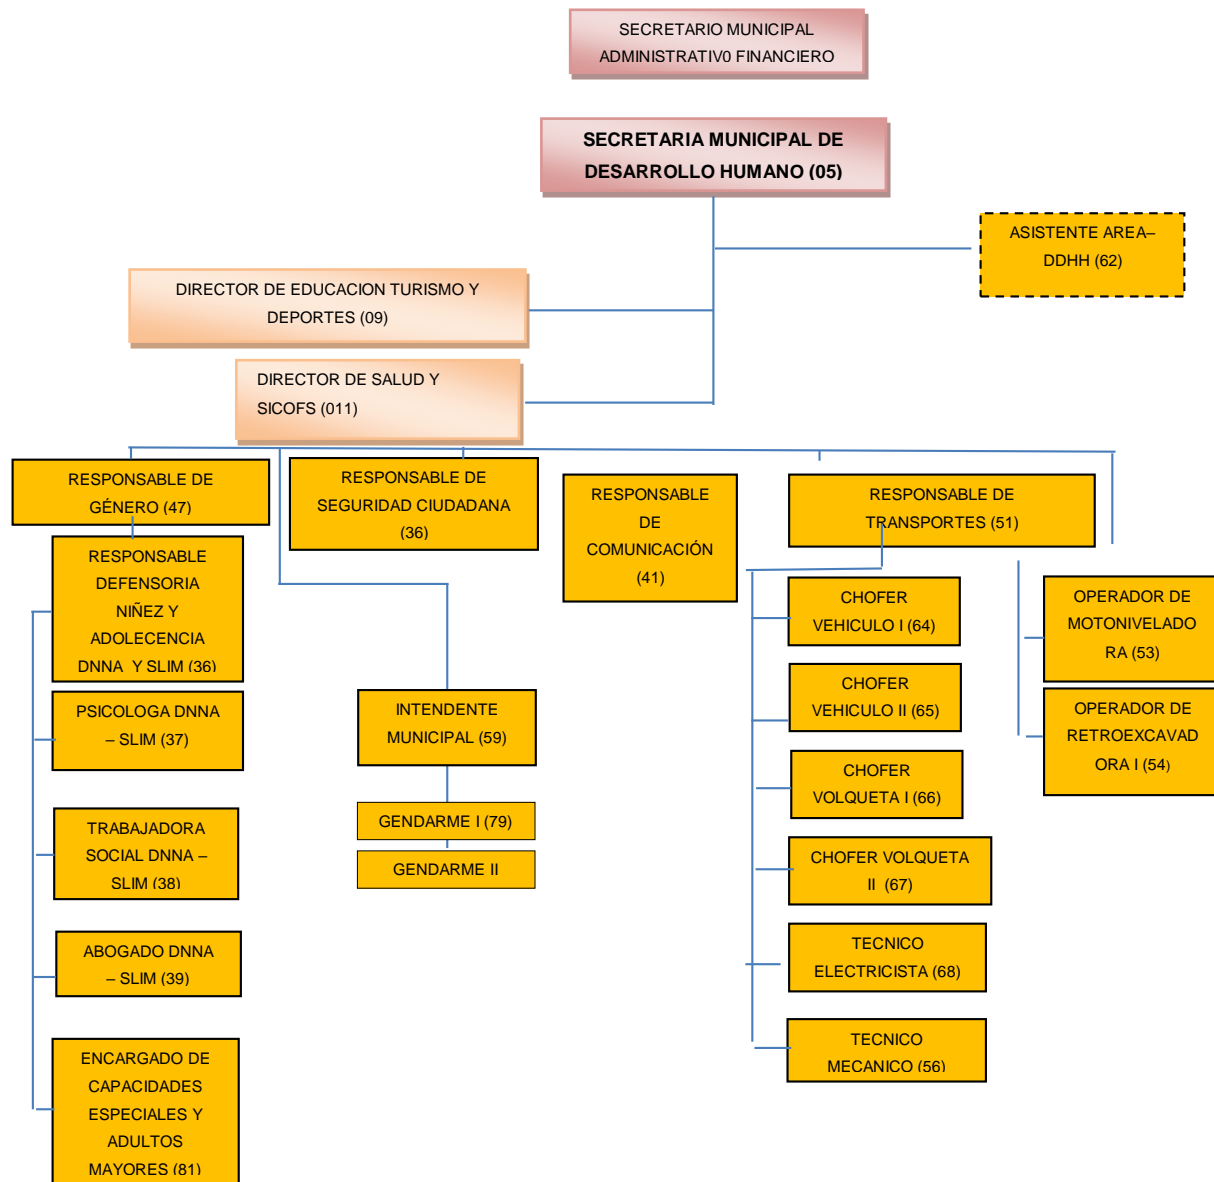 SECRETARIO MUNICIPAL
ADMINISTRATIV0 FINANCIERO
SECRETARIA MUNICIPAL DE
DESARROLLO HUMANO (05)
ASISTENTE AREA–
DDHH (62)
DIRECTOR DE EDUCACION TURISMO Y
DEPORTES (09)
DIRECTOR DE SALUD Y
SICOFS (011)
RESPONSABLE DE
GÉNERO (47)
RESPONSABLE DE
SEGURIDAD CIUDADANA
(36)
RESPONSABLE
DE
COMUNICACIÓN
(41)
RESPONSABLE DE
TRANSPORTES (51)
RESPONSABLE
DEFENSORIA
NIÑEZ Y
ADOLECENCIA
DNNA Y SLIM (36)
PSICOLOGA DNNA
– SLIM (37)
TRABAJADORA
SOCIAL DNNA –
SLIM (38)
ABOGADO DNNA
– SLIM (39)
ENCARGADO DE
CAPACIDADES
ESPECIALES Y
ADULTOS
MAYORES (81)
INTENDENTE
MUNICIPAL (59)
GENDARME I (79)
GENDARME II
CHOFER
VEHICULO I (64)
CHOFER
VEHICULO II (65)
CHOFER
VOLQUETA I (66)
CHOFER VOLQUETA
II (67)
TECNICO
ELECTRICISTA (68)
TECNICO
MECANICO (56)
OPERADOR DE
MOTONIVELADO
RA (53)
OPERADOR DE
RETROEXCAVAD
ORA I (54)